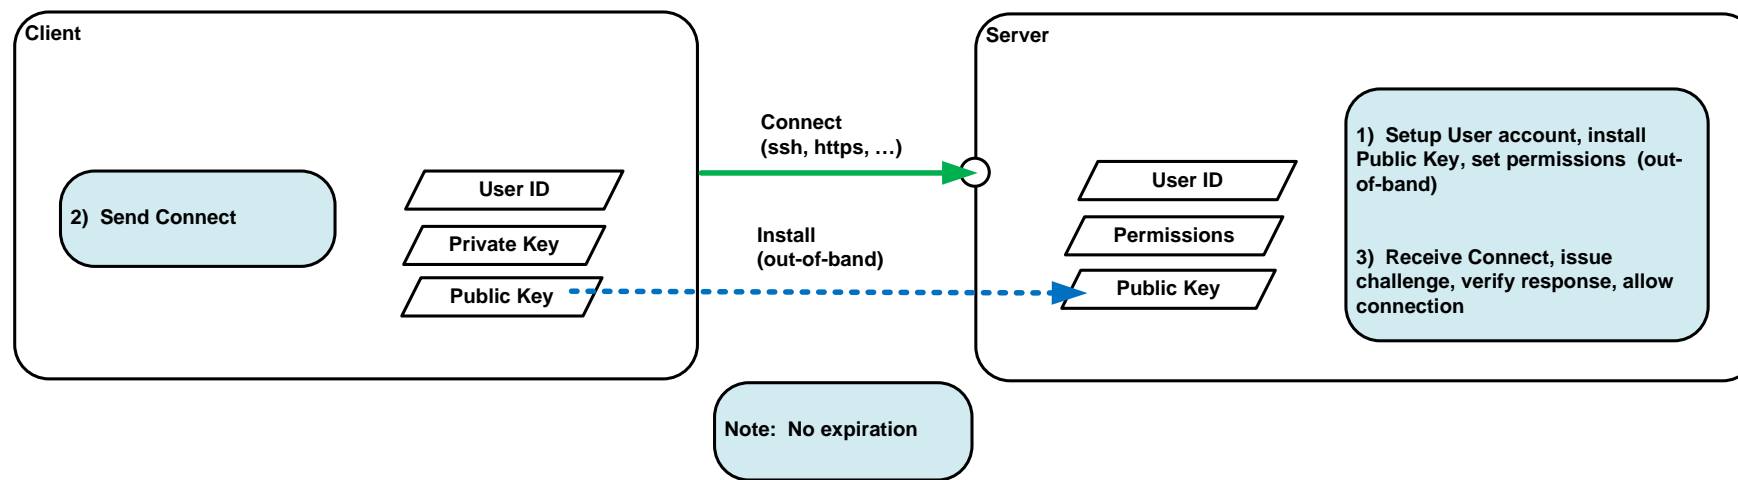 Client
2)  Send Connect
User ID
Private Key
Public Key
Connect
(ssh, https, …)
Install
(out-of-band)
Note:  No expiration
Server
User ID
Permissions
Public Key
1)  Setup User account, install
Public Key, set permissions  (out-
of-band)
3)  Receive Connect, issue
challenge, verify response, allow
connection